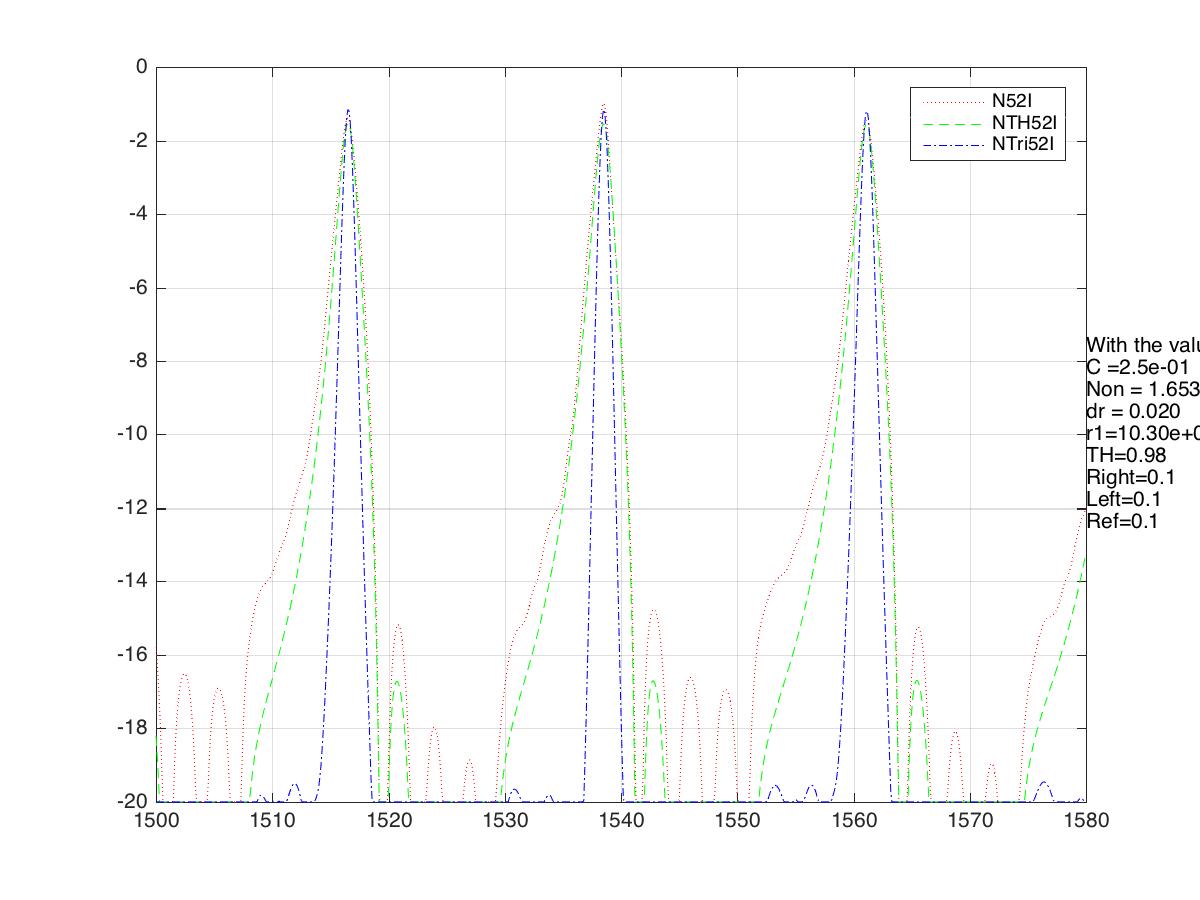 0
-2
-4
-6
-8
-10
-12
-14
-16
-18
-20
1500 1510 1520 1530 1540 1550 1560 1570 1580
N52I
NTH52I
NTri52I
With the valu
C =2.5e-01
Non = 1.653
dr = 0.020
r1=10.30e+0
TH=0.98
Right=0.1
Left=0.1
Ref=0.1